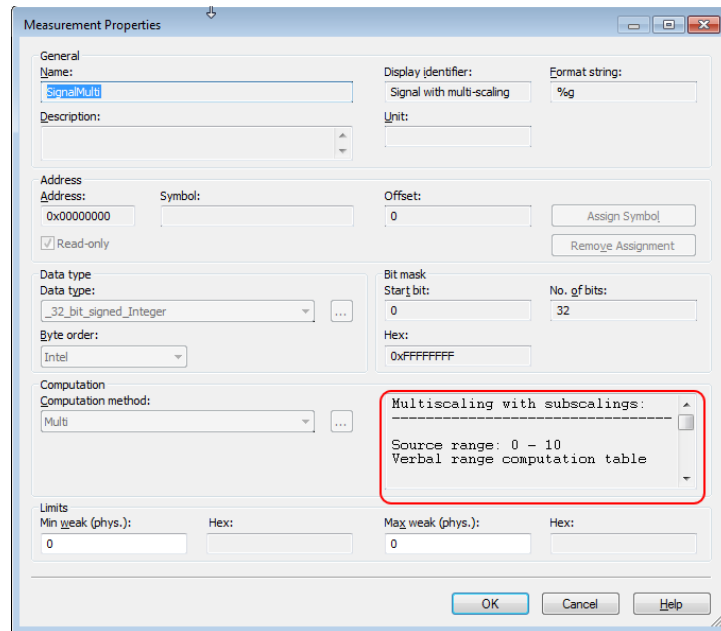 Measurement Properties
General
Name: Display identifier: Format string:
SignalMulti Signal with multi-scaling %g
Description: Unit:
Address
Address: Symbol: Offset:
0x00000000 0 Assign Symbol
Read-only Remove Assignment
Data type Bit mask
Data type: Start bit: No. of bits:
_32_bit_signed_Integer ... 0 32
Byte order: Hex:
Intel 0xFFFFFFFF
Computation
Computation method: Multiscaling with subscalings:
Multi ... ---------------------------------
Source range: 0 - 10
Verbal range computation table
Limits
Min weak (phys.): Hex: Max weak (phys.): Hex:
0 0
OK Cancel Help